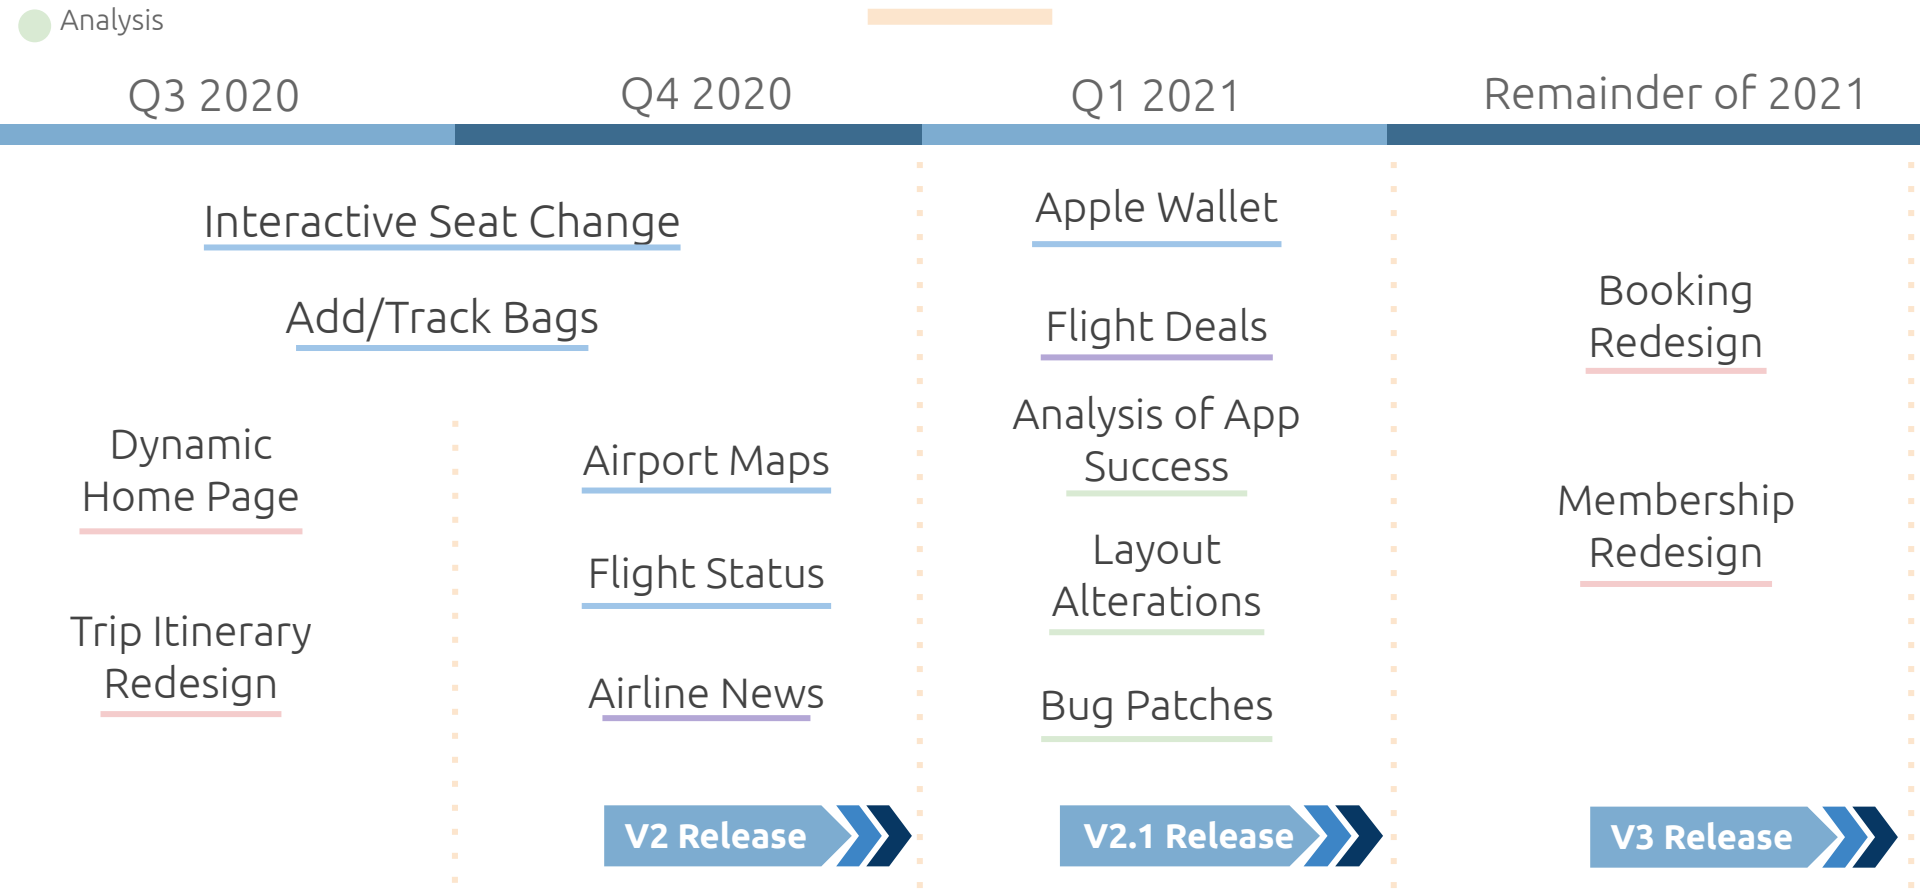 Analysis
Q3 2020
Q4 2020
Q1 2021
Remainder of 2021
Interactive Seat Change
Add/Track Bags
Dynamic
Home Page
Trip Itinerary
Redesign
Airport Maps
Flight Status
Airline News
V2 Release
Apple Wallet
Flight Deals
Analysis of App
Success
Layout
Alterations
Bug Patches
V2.1 Release
Booking
Redesign
Membership
Redesign
V3 Release